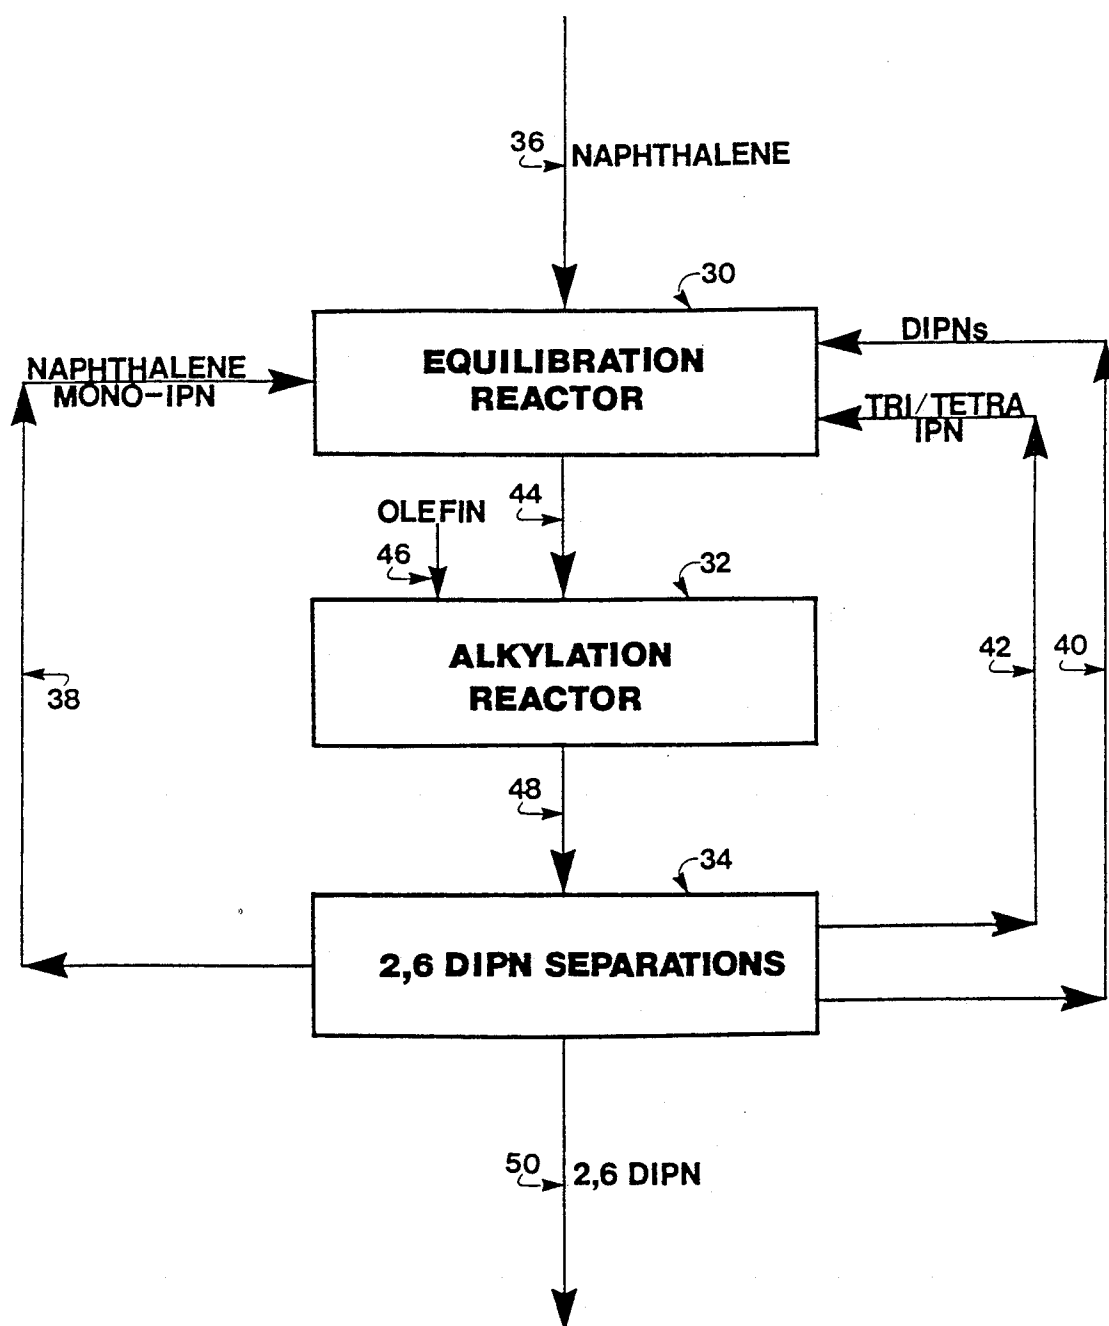 36
NAPHTHALENE
30
EQUILIBRATION
REACTOR
DIPNs
NAPHTHALENE
MONO-IPN
TRI/TETRA
IPN
OLEFIN
44
46
32
ALKYLATION
REACTOR
42
40
38
48
34
2,6 DIPN SEPARATIONS
50
2,6 DIPN